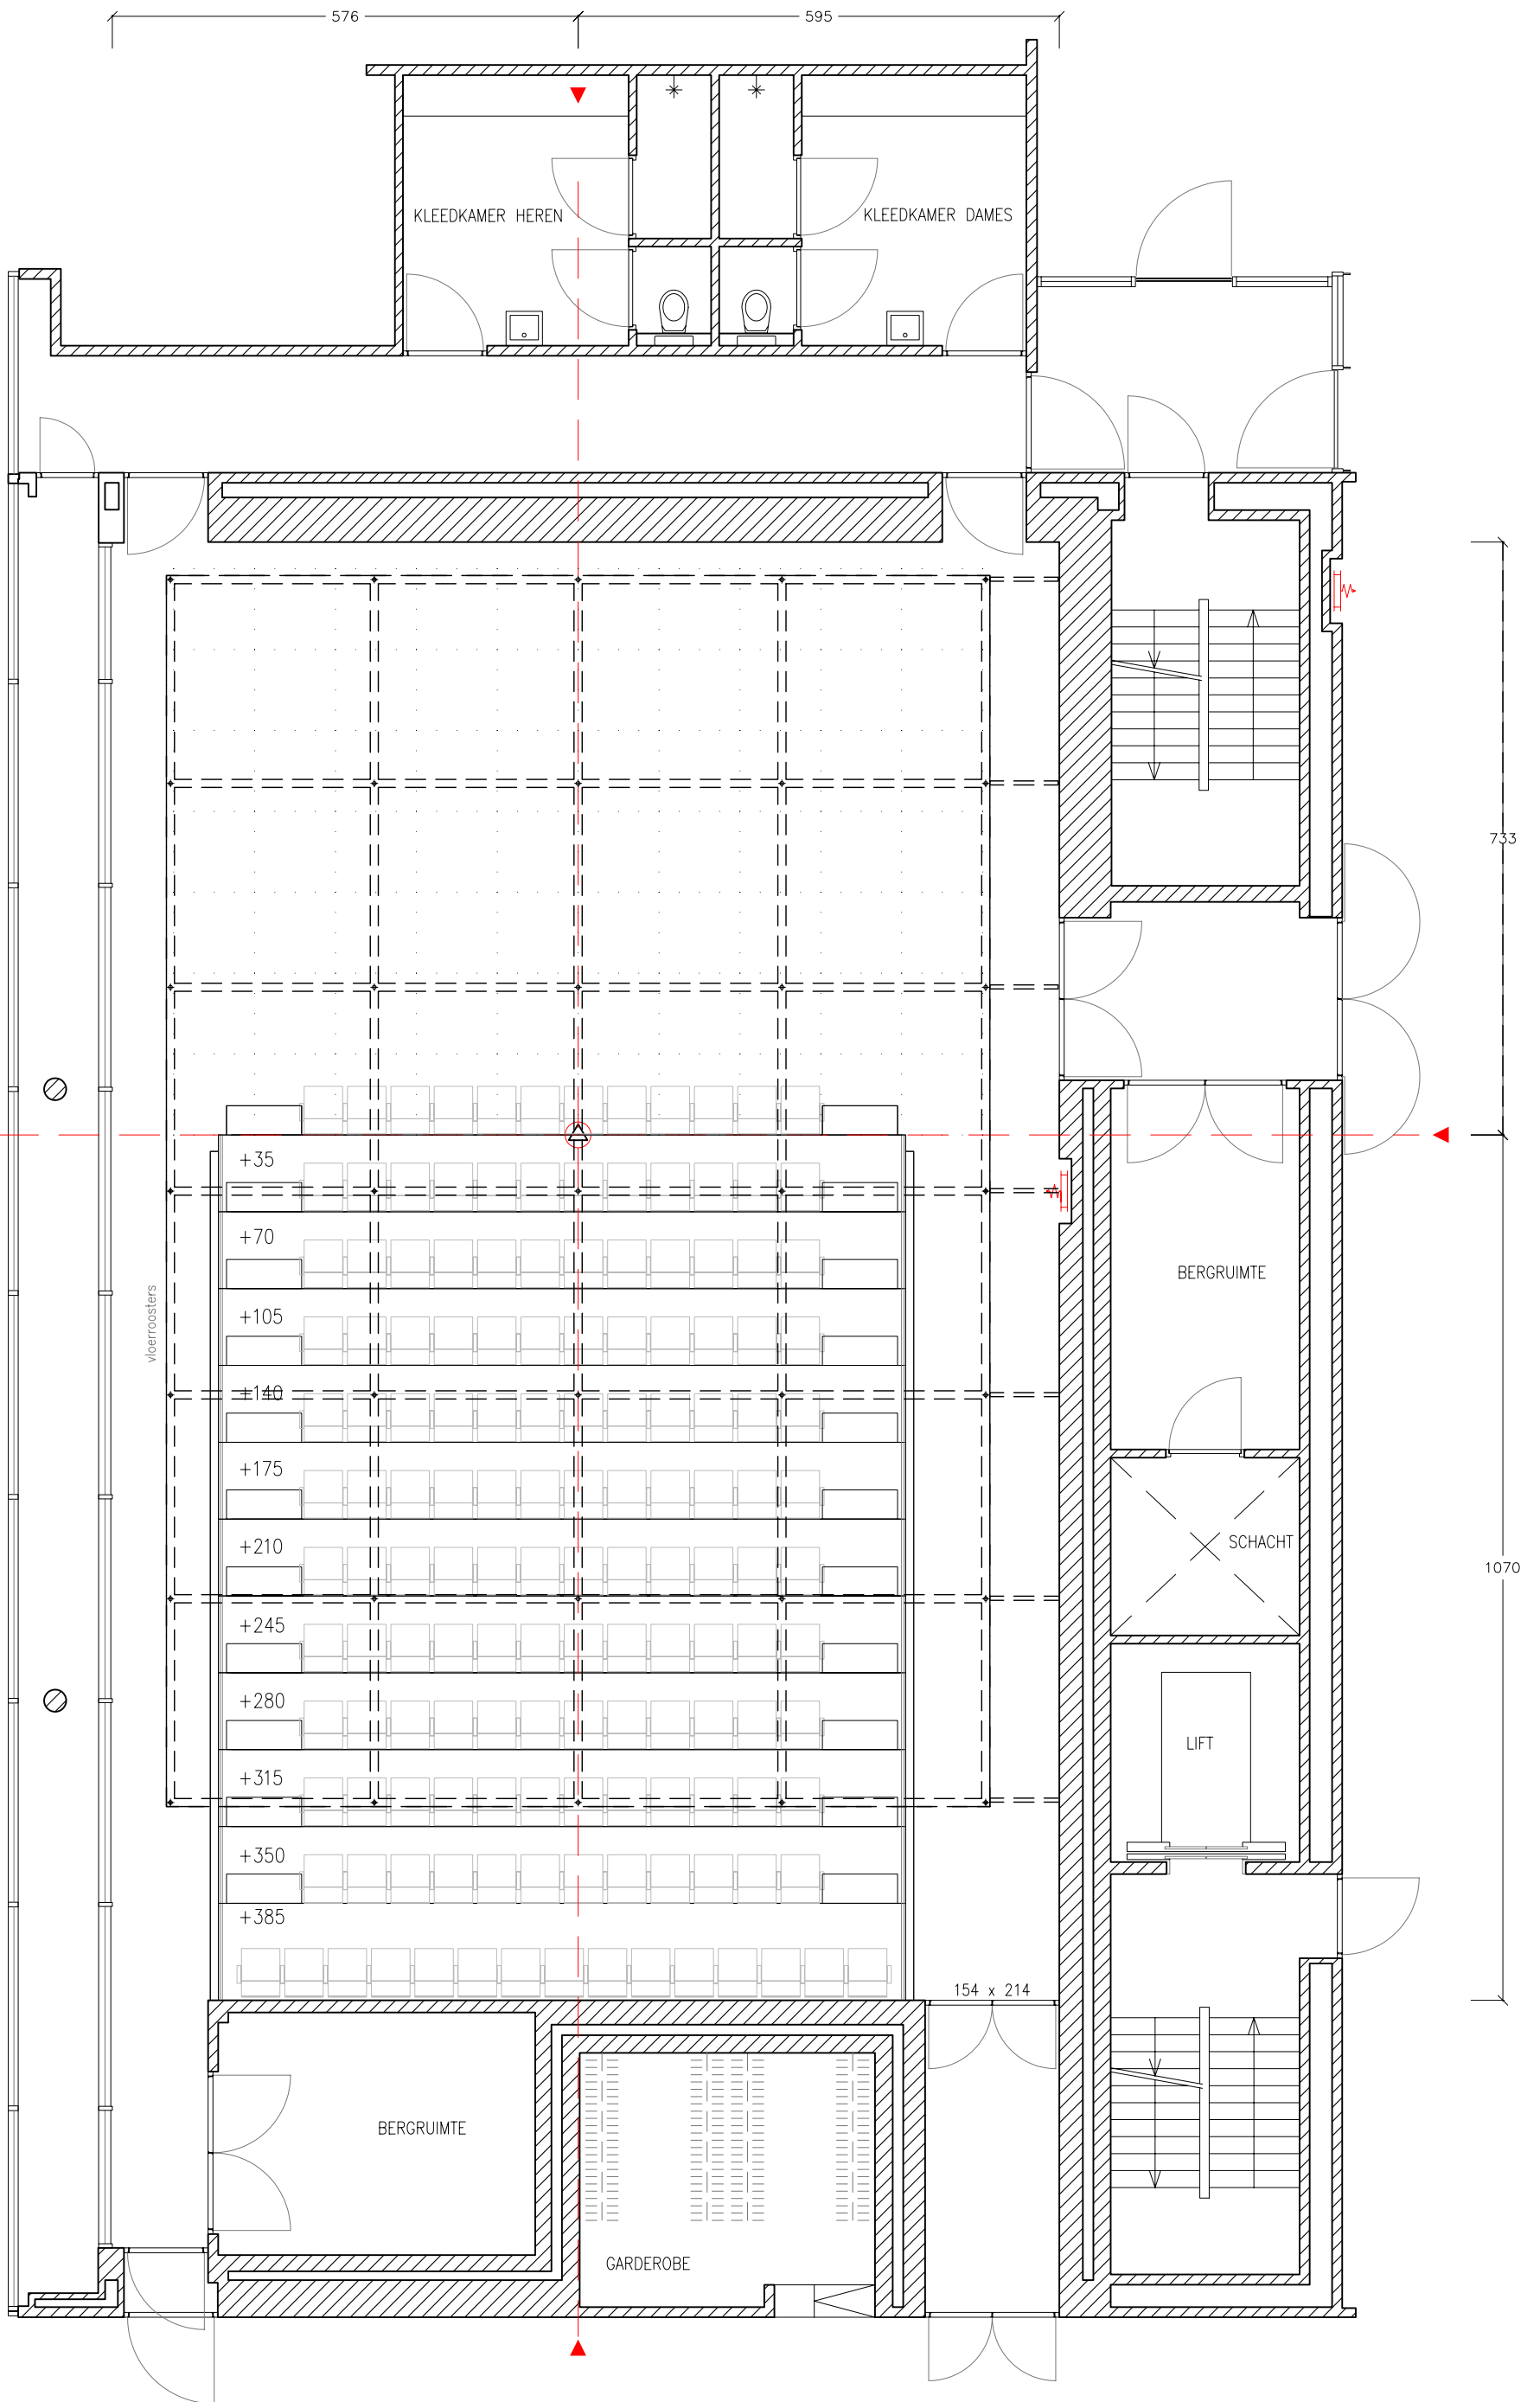 576
595
KLEEDKAMER HEREN
KLEEDKAMER DAMES
733
+35
+70
vloerroosters
BERGRUIMTE
+105
+140
+175
+210
SCHACHT
1070
+245
+280
LIFT
+315
+350
+385
154 x 214
BERGRUIMTE
GARDEROBE